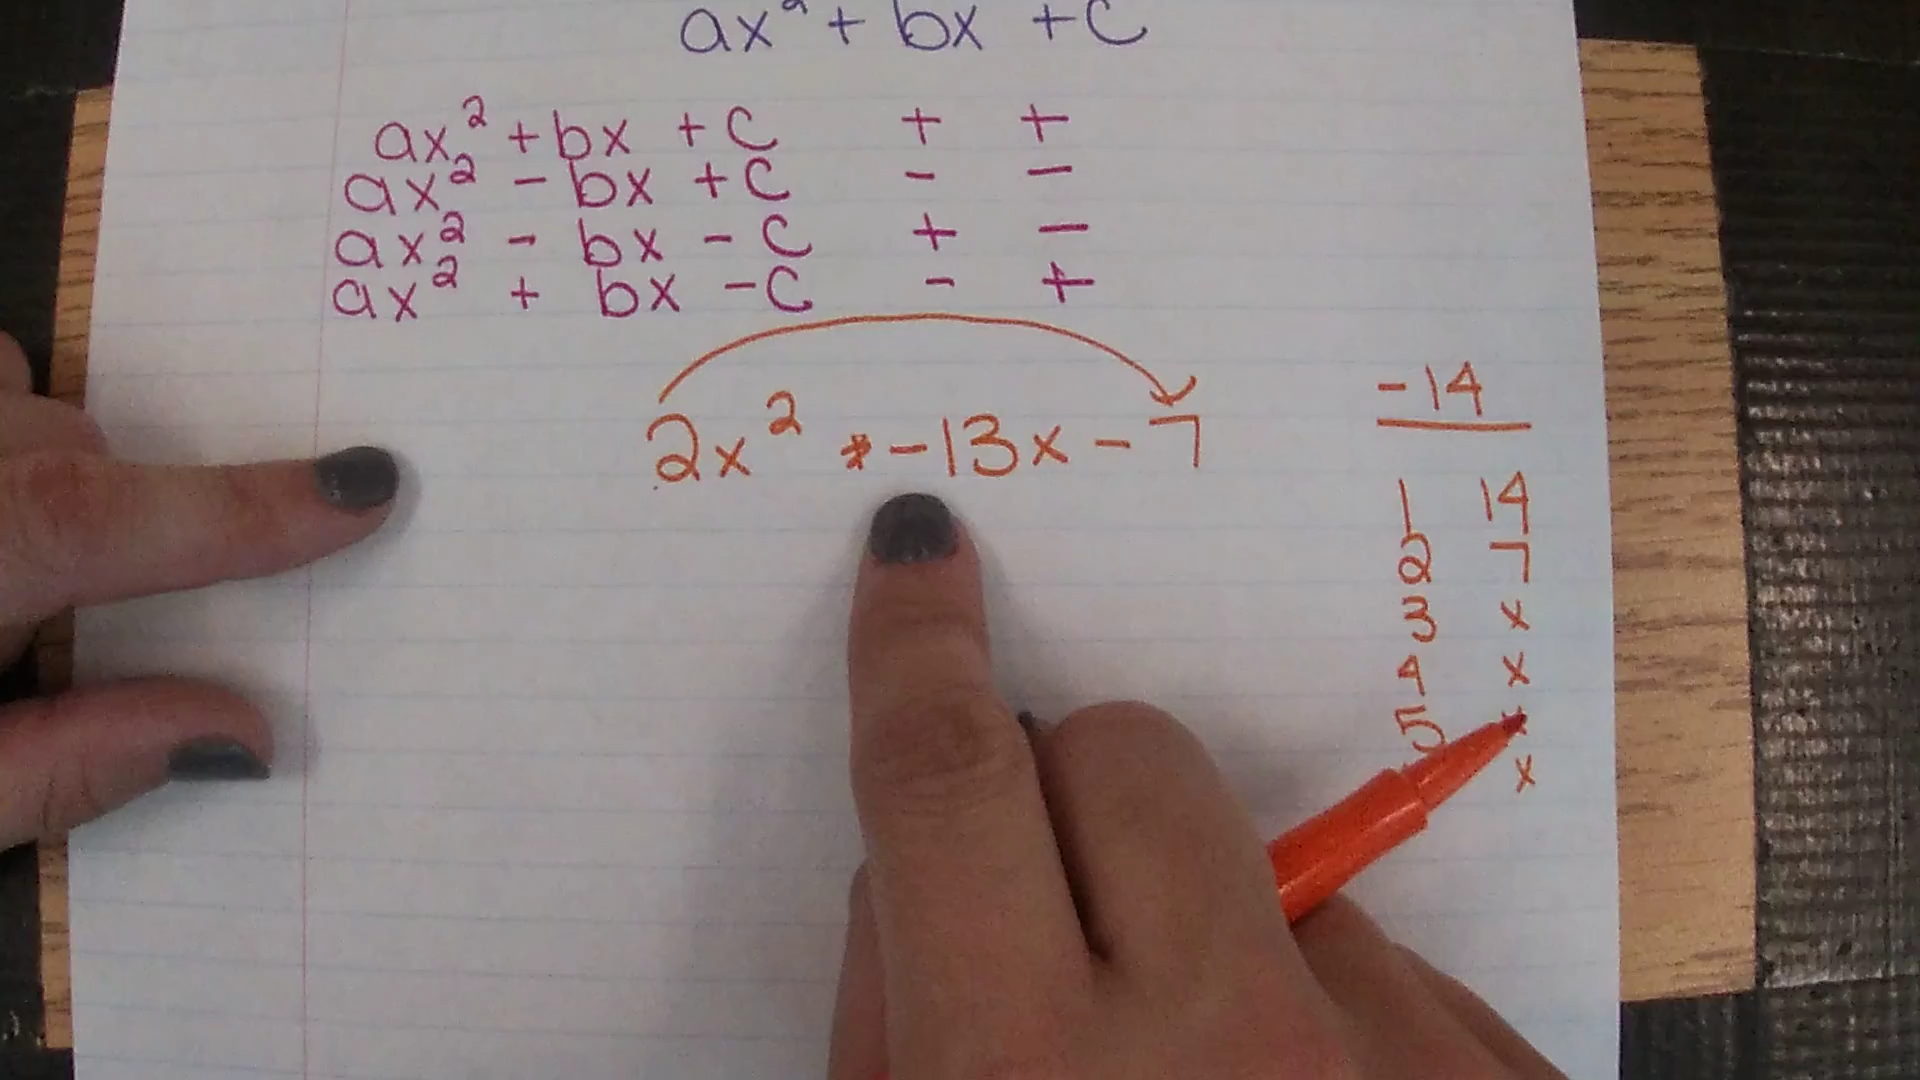 ax² + bx + c
ax² + bx + c + +
ax² - bx + c - -
ax² - bx - c + -
ax² + bx - c - +
2x² - 13x - 7
-14
1 14
2 7
3 x
4 x
5 x
x